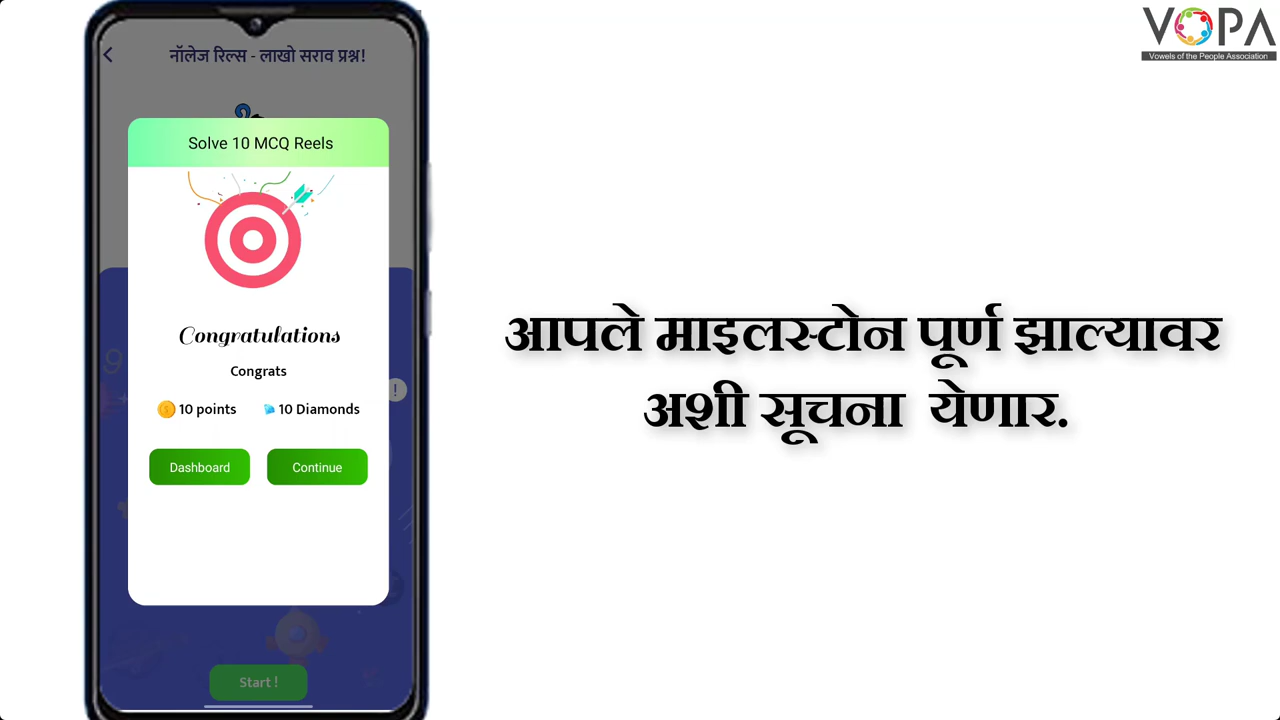 नॉलेज रिल्स - लाखो सराव प्रश्न!
Solve 10 MCQ Reels
Congratulations
Congrats
10 points
10 Diamonds
Dashboard
Continue
Start !
VOPA
Vowels of the People Association
आपले माइलस्टोन पूर्ण झाल्यावर
अशी सूचना येणार.